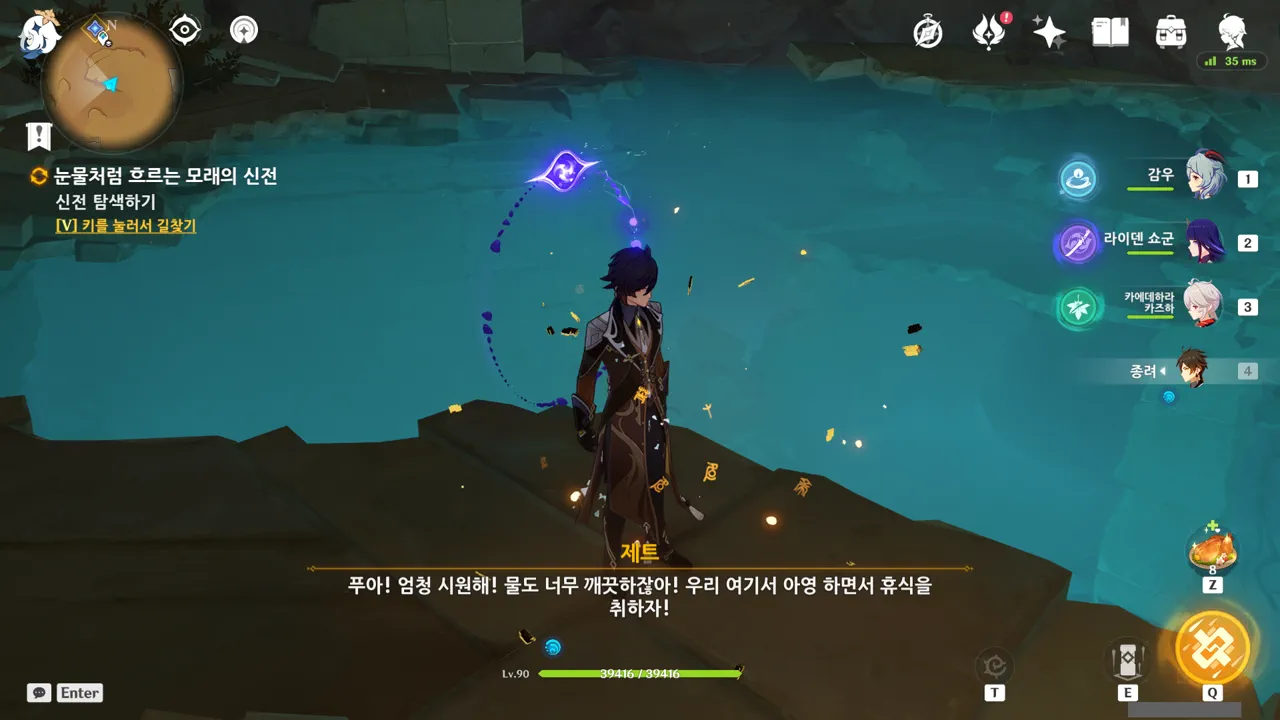 N
35 ms
눈물처럼 흐르는 모래의 신전
신전 탐색하기
[V] 키를 눌러서 길찾기
감우
1
라이덴 쇼군
2
카에데하라
카즈하
3
종려
4
8
Z
제트
푸아! 엄청 시원해! 물도 너무 깨끗하잖아! 우리 여기서 야영 하면서 휴식을
취하자!
Lv.90
39416 / 39416
Enter
T
E
Q